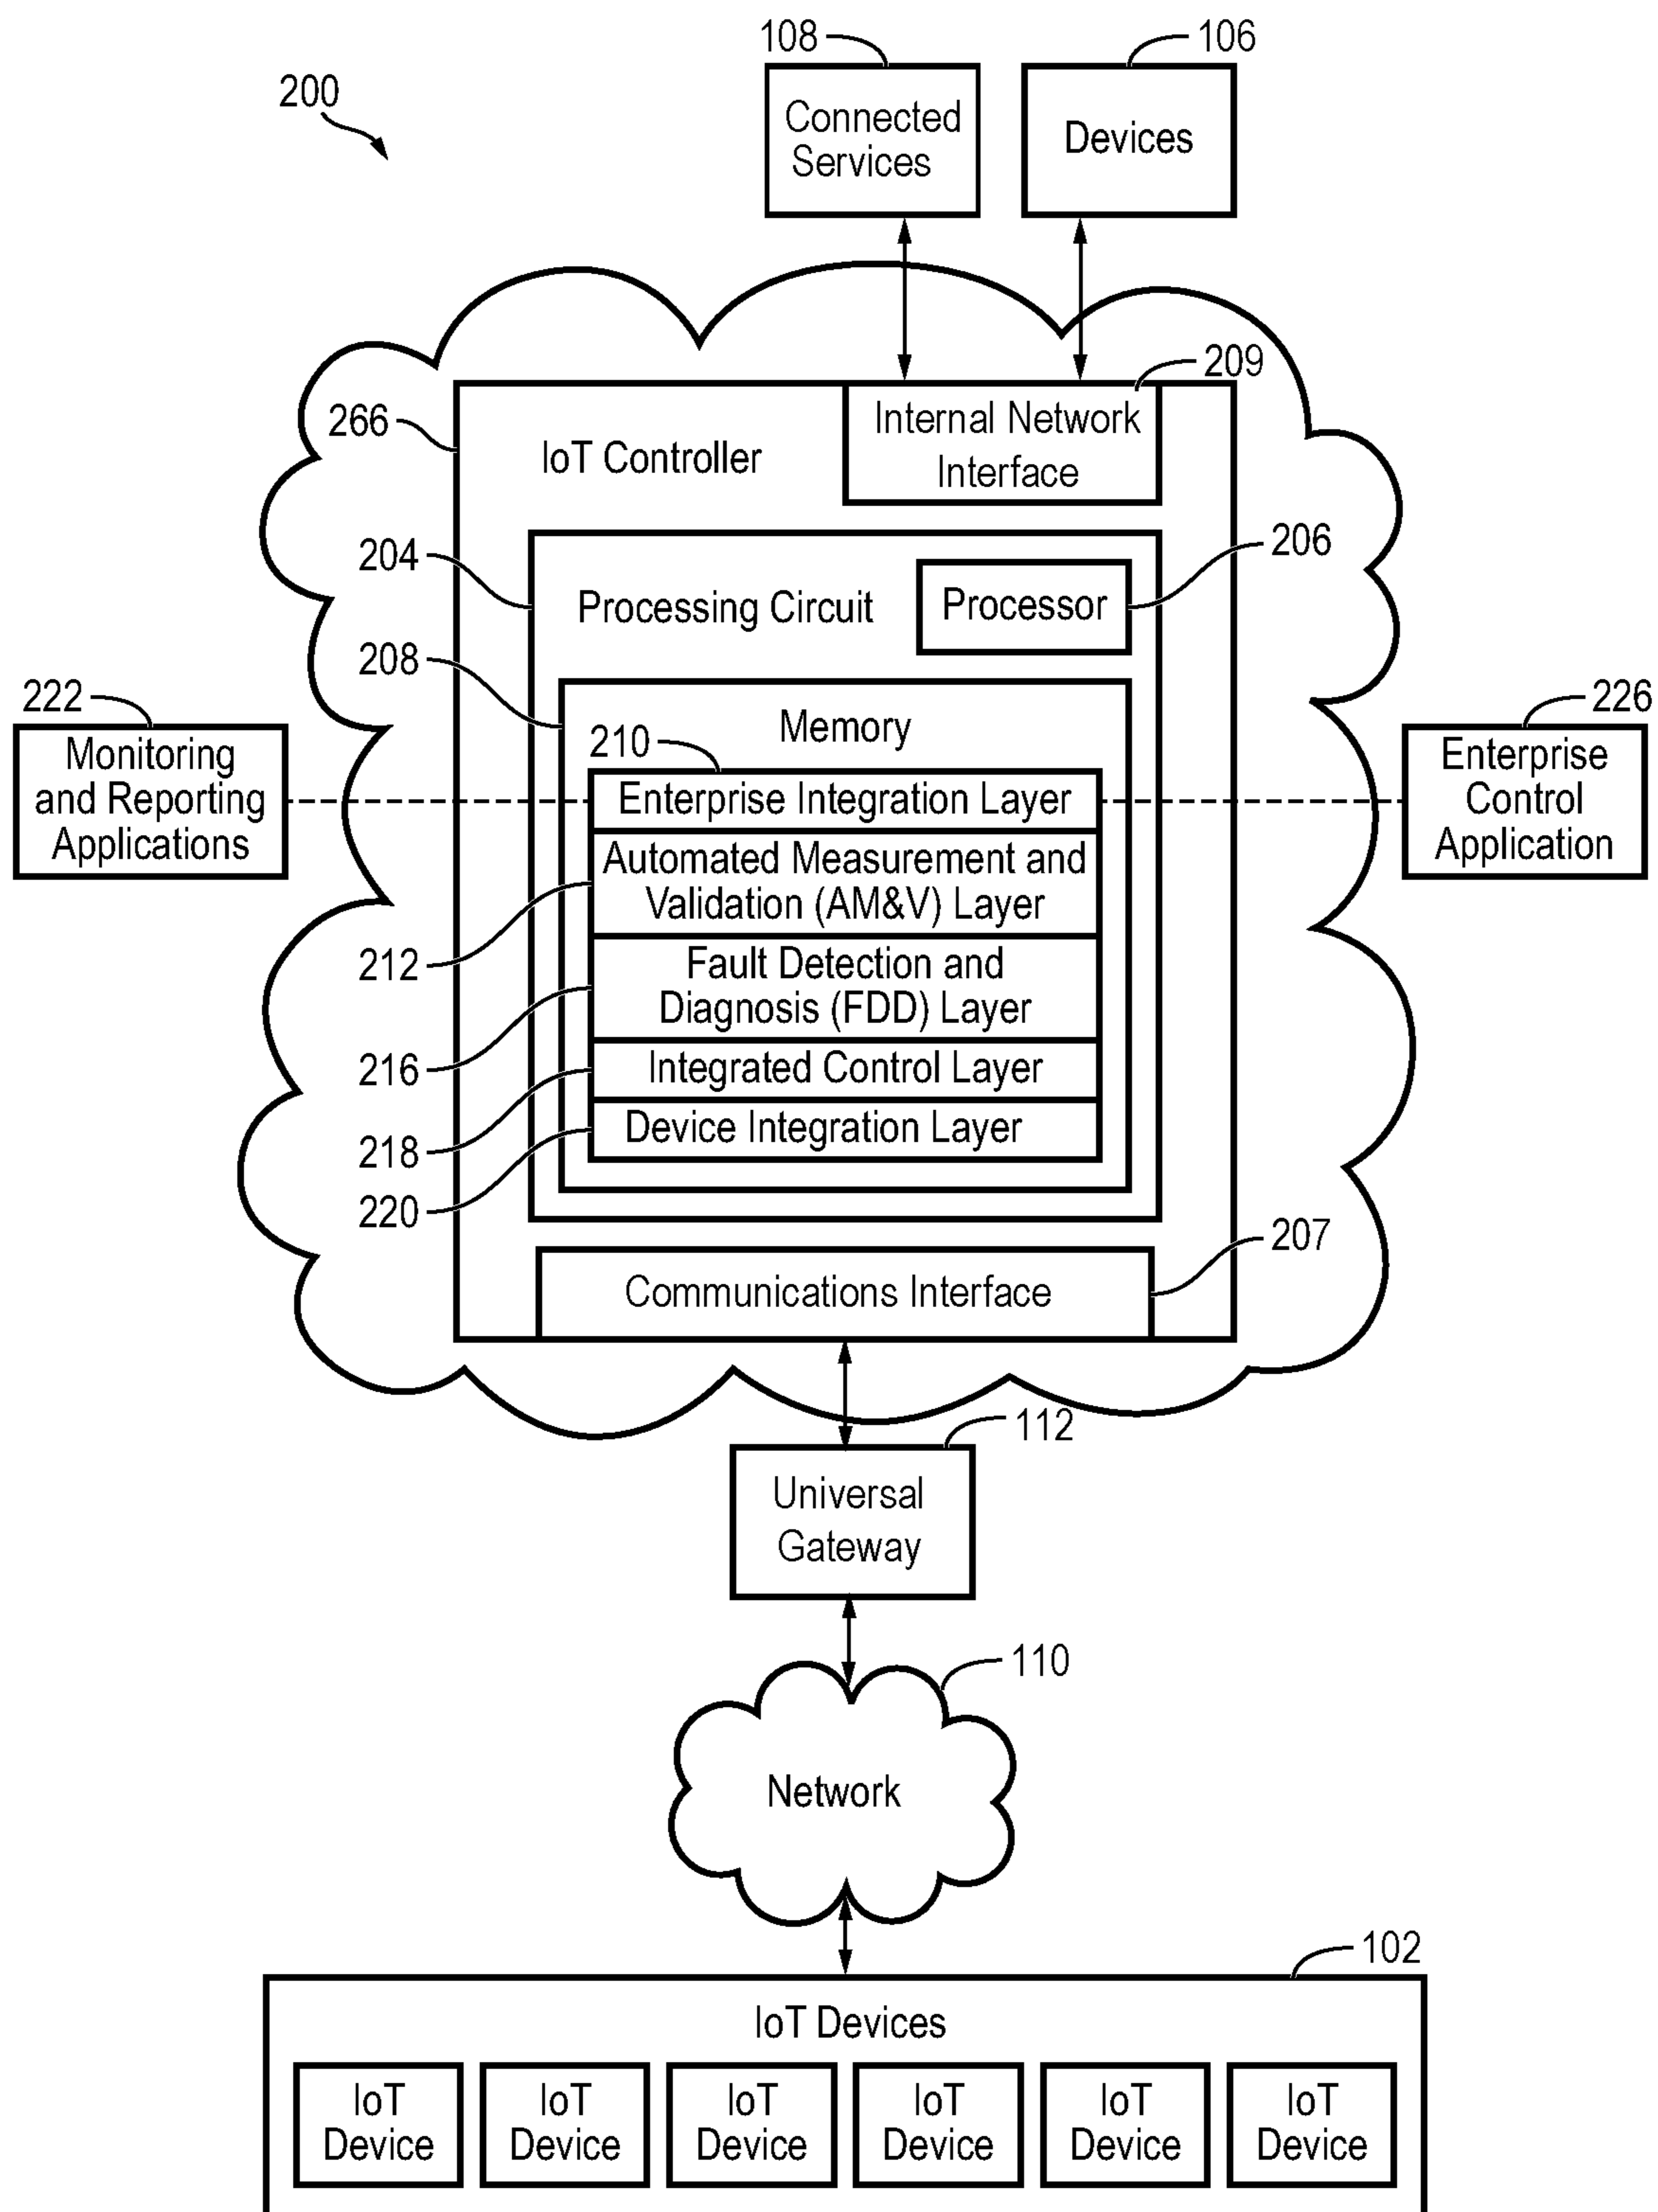 200
108
106
Connected
Services
Devices
209
266
IoT Controller
Internal Network
Interface
204
206
Processing Circuit
Processor
208
222
226
Memory
210
Monitoring
and Reporting
Applications
Enterprise Integration Layer
Enterprise
Control
Application
Automated Measurement and
Validation (AM&V) Layer
212
Fault Detection and
Diagnosis (FDD) Layer
216
Integrated Control Layer
218
Device Integration Layer
220
207
Communications Interface
112
Universal
Gateway
110
Network
102
IoT Devices
IoT
Device
IoT
Device
IoT
Device
IoT
Device
IoT
Device
IoT
Device